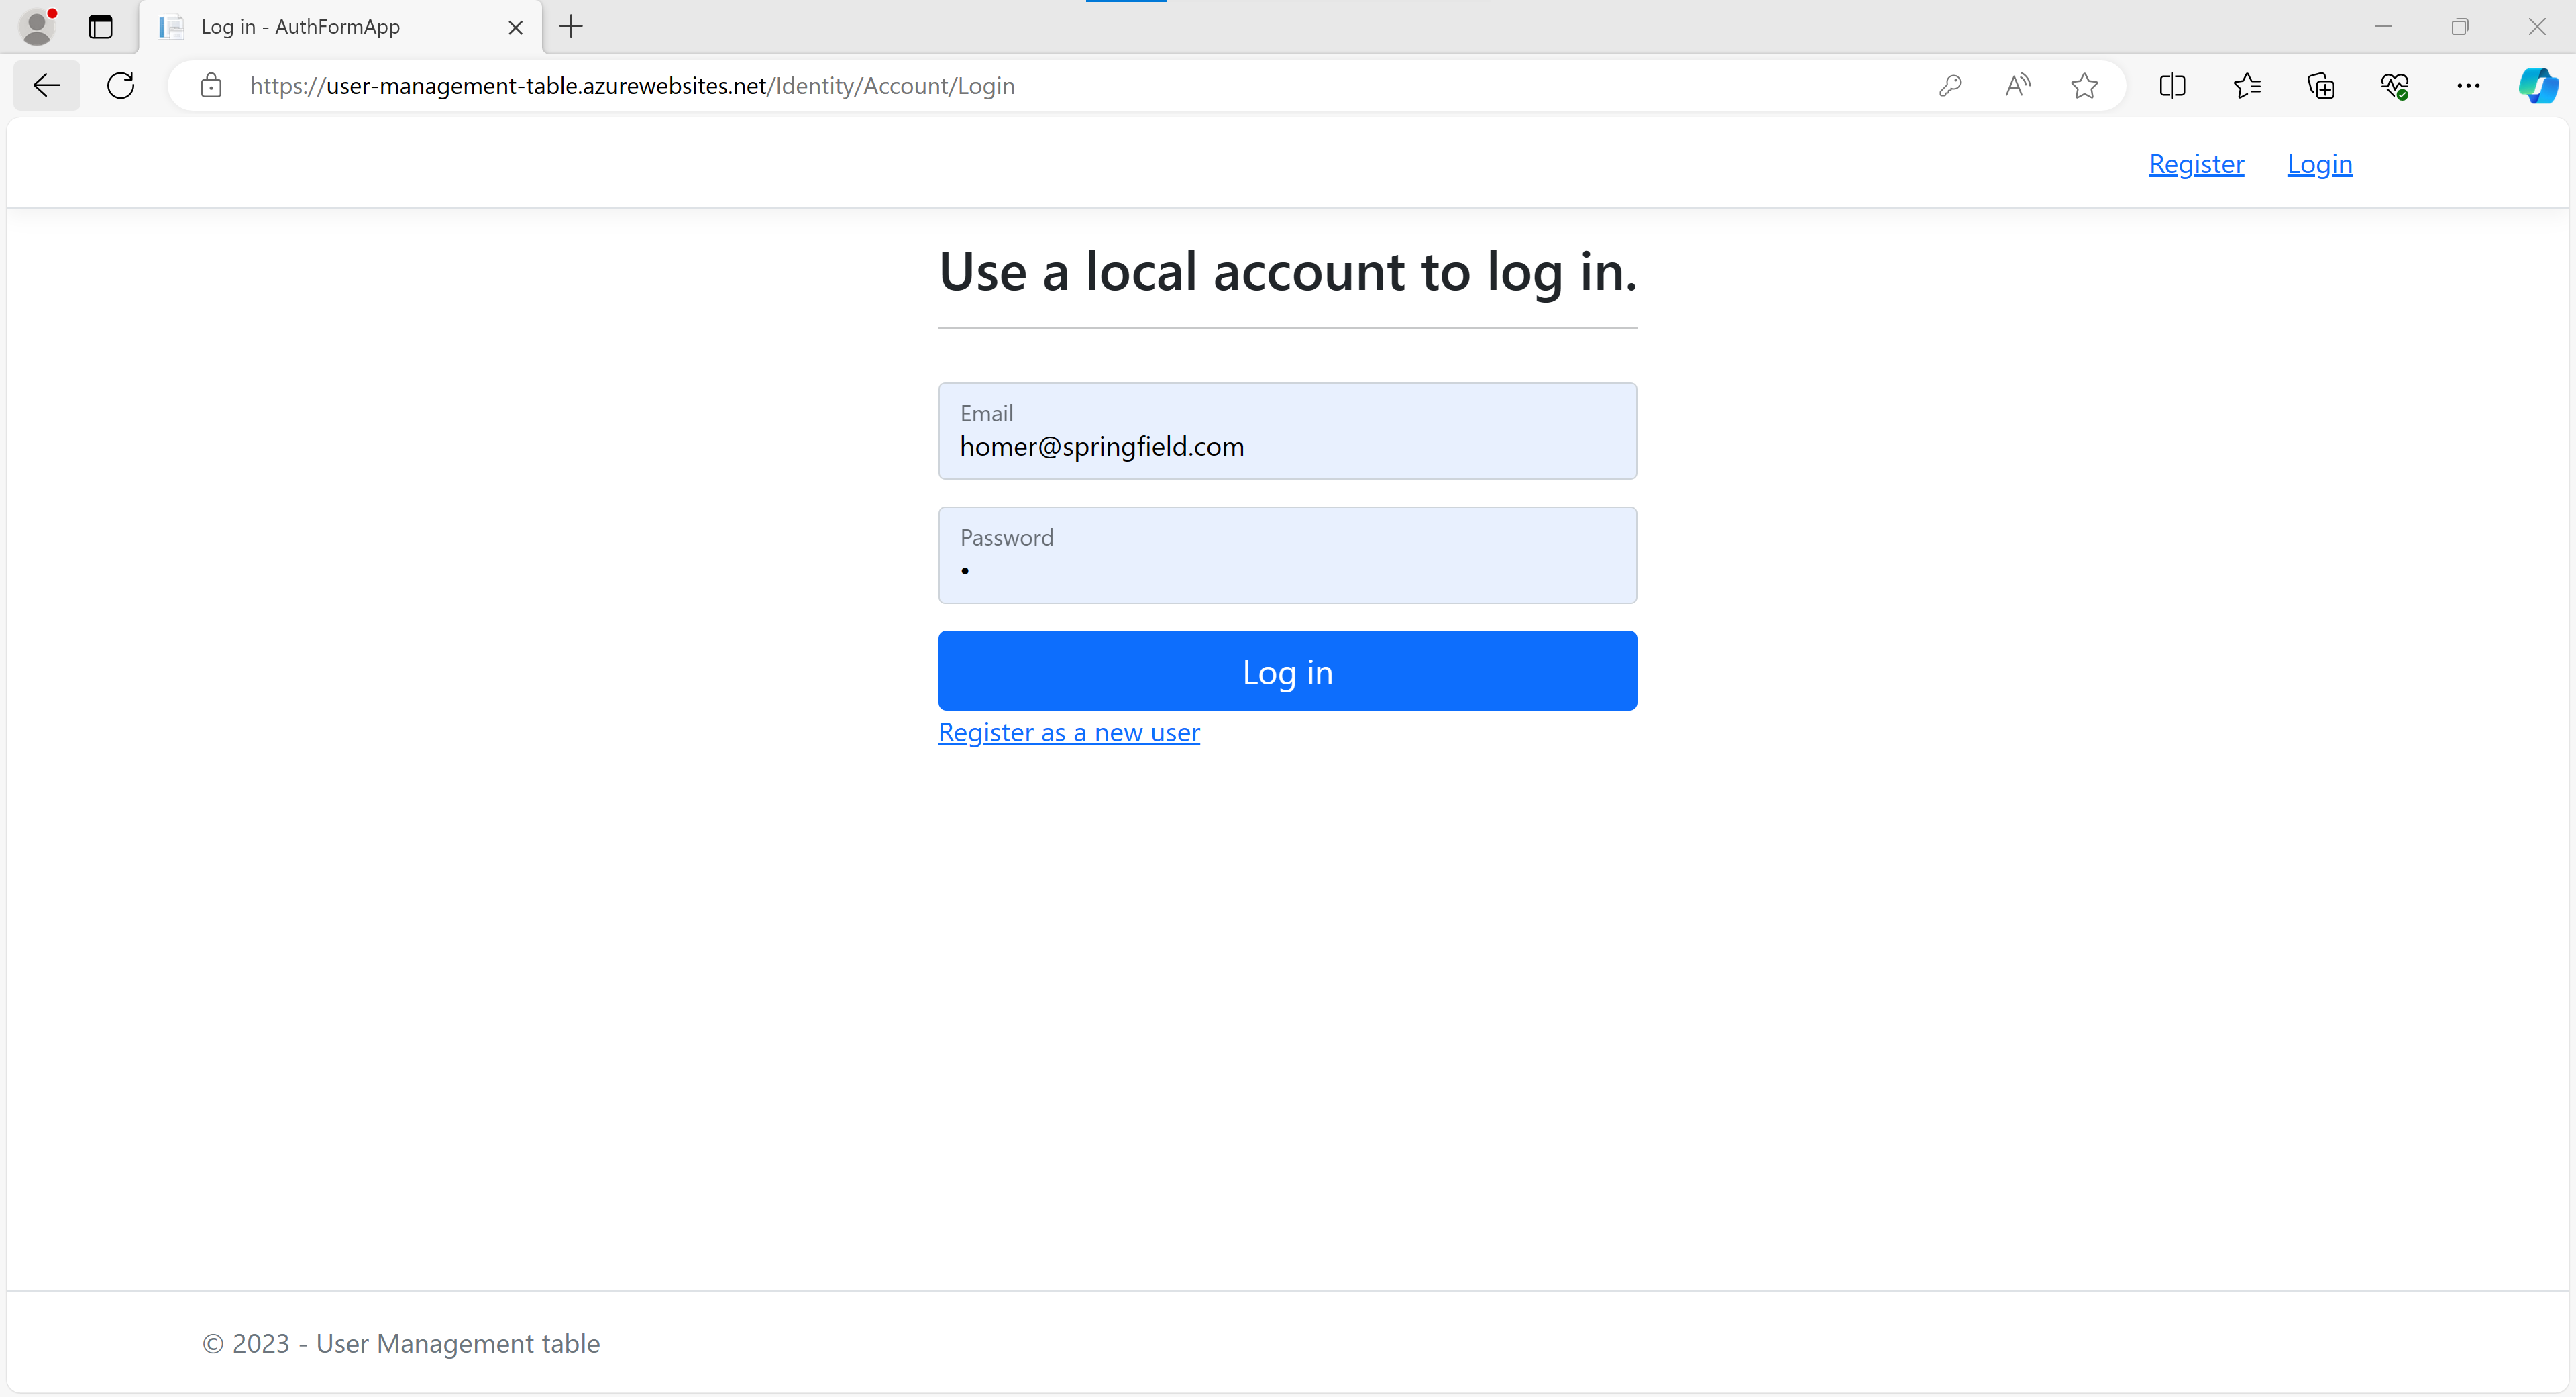 Log in - AuthFormApp
https://user-management-table.azurewebsites.net/Identity/Account/Login
Register Login
Use a local account to log in.
Email
homer@springfield.com
Password
•
Log in
Register as a new user
© 2023 - User Management table